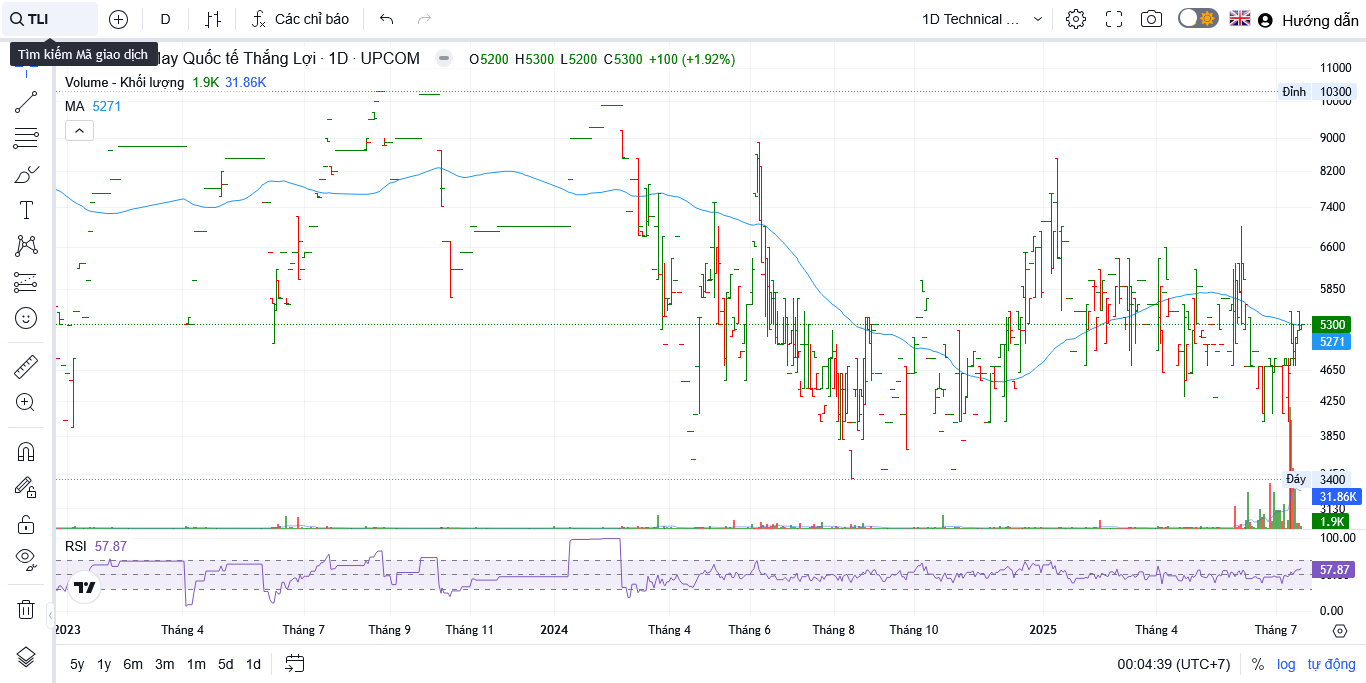 TLI
D
Các chỉ báo
1D Technical ...
Hướng dẫn
Tìm kiếm Mã giao dịch
May Quốc tế Thắng Lợi · 1D · UPCOM
O5200 H5300 L5200 C5300 +100 (+1.92%)
Volume - Khối lượng 1.9K 31.86K
MA 5271
11000
Đỉnh 10300
10000
9000
8200
7400
6600
5850
5300
5271
4650
4250
3850
3450
Đáy 3400
31.86K
3130
1.9K
RSI 57.87
100.00
57.87
0.00
2023 Tháng 4 Tháng 7 Tháng 9 Tháng 11 2024 Tháng 4 Tháng 6 Tháng 8 Tháng 10 2025 Tháng 4 Tháng 7
5y 1y 6m 3m 1m 5d 1d
00:04:39 (UTC+7) % log tự động